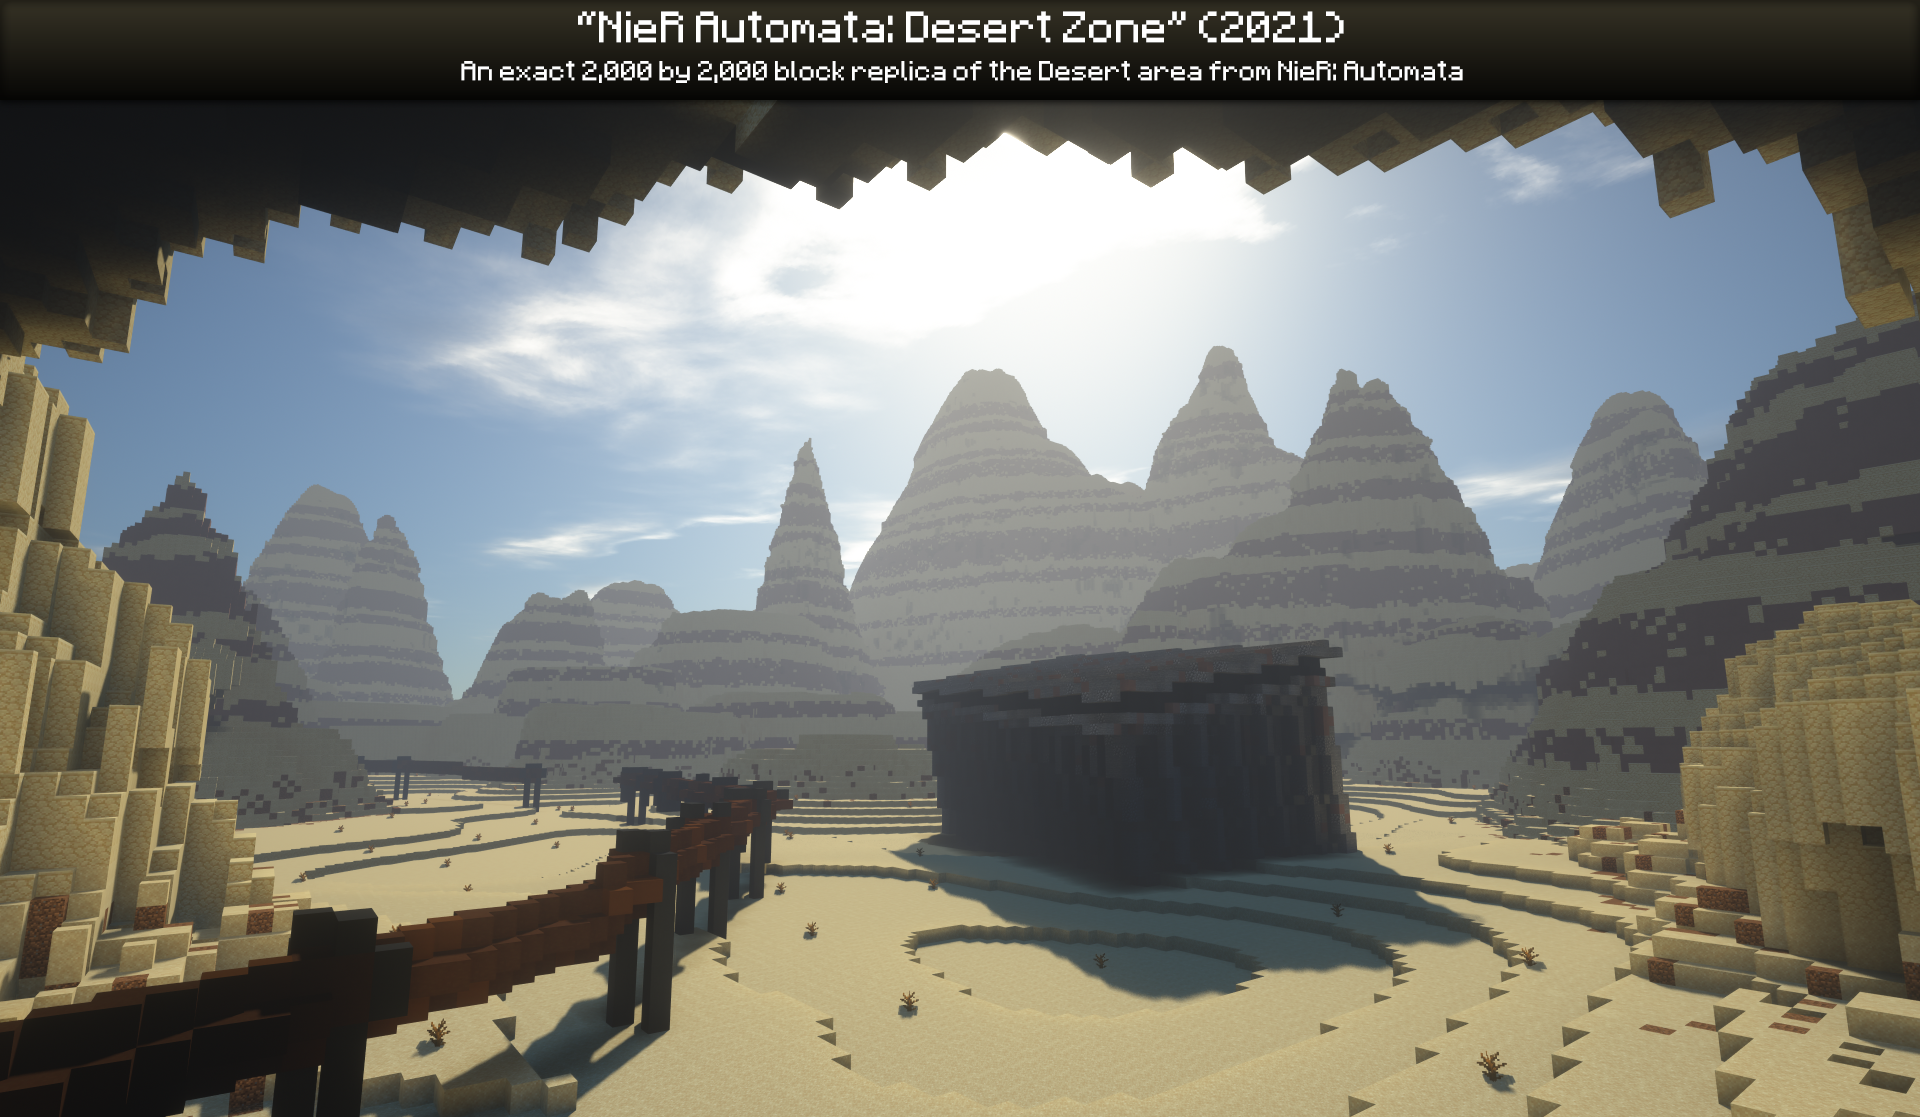 "NieR Automata: Desert Zone" (2021)
An exact 2,000 by 2,000 block replica of the Desert area from NieR: Automata